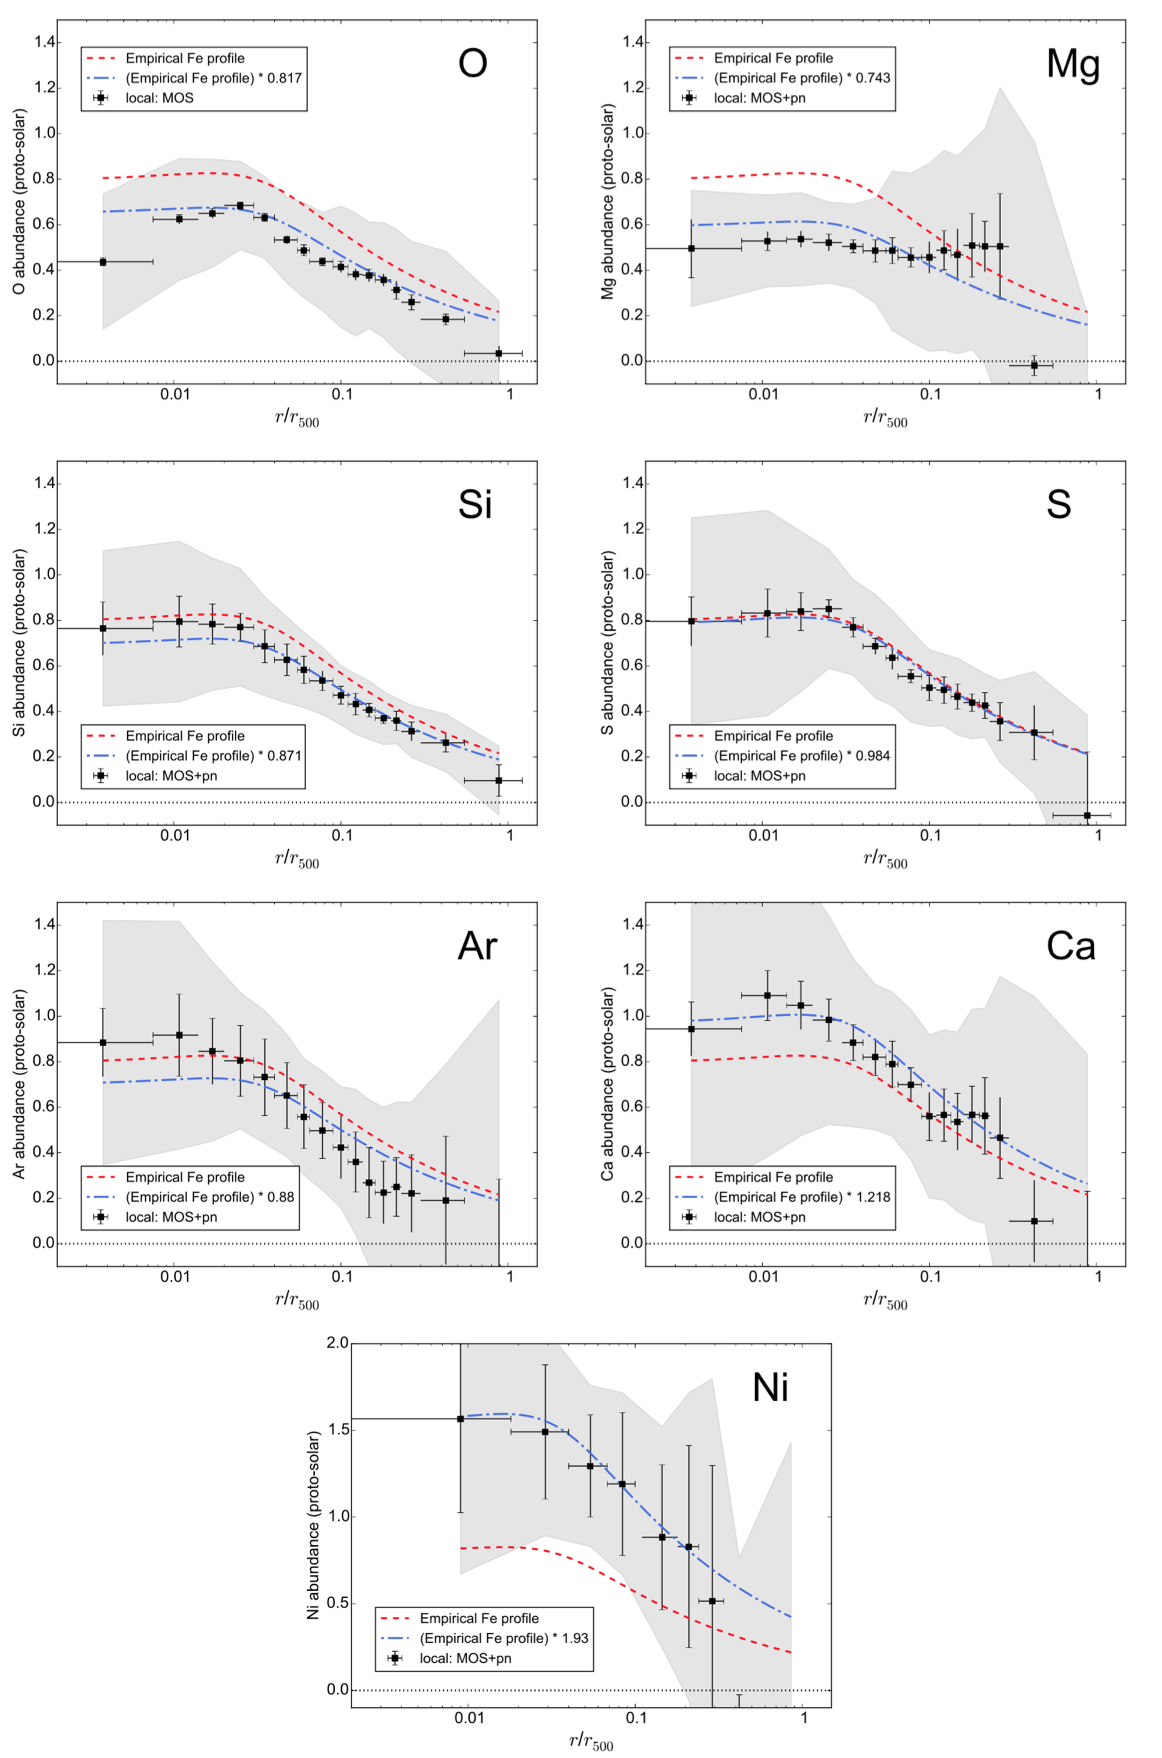 O
Empirical Fe profile
(Empirical Fe profile) * 0.817
local: MOS
O abundance (proto-solar)
1.4
1.2
1.0
0.8
0.6
0.4
0.2
0.0
0.01 0.1 1
r/r500
Mg
Empirical Fe profile
(Empirical Fe profile) * 0.743
local: MOS+pn
Mg abundance (proto-solar)
1.4
1.2
1.0
0.8
0.6
0.4
0.2
0.0
0.01 0.1 1
r/r500
Si
Si abundance (proto-solar)
1.4
1.2
1.0
0.8
0.6
0.4
0.2
0.0
Empirical Fe profile
(Empirical Fe profile) * 0.871
local: MOS+pn
0.01 0.1 1
r/r500
S
S abundance (proto-solar)
1.4
1.2
1.0
0.8
0.6
0.4
0.2
0.0
Empirical Fe profile
(Empirical Fe profile) * 0.984
local: MOS+pn
0.01 0.1 1
r/r500
Ar
Ar abundance (proto-solar)
1.4
1.2
1.0
0.8
0.6
0.4
0.2
0.0
Empirical Fe profile
(Empirical Fe profile) * 0.88
local: MOS+pn
0.01 0.1 1
r/r500
Ca
Ca abundance (proto-solar)
1.4
1.2
1.0
0.8
0.6
0.4
0.2
0.0
Empirical Fe profile
(Empirical Fe profile) * 1.218
local: MOS+pn
0.01 0.1 1
r/r500
Ni
Ni abundance (proto-solar)
2.0
1.5
1.0
0.5
0.0
Empirical Fe profile
(Empirical Fe profile) * 1.93
local: MOS+pn
0.01 0.1 1
r/r500